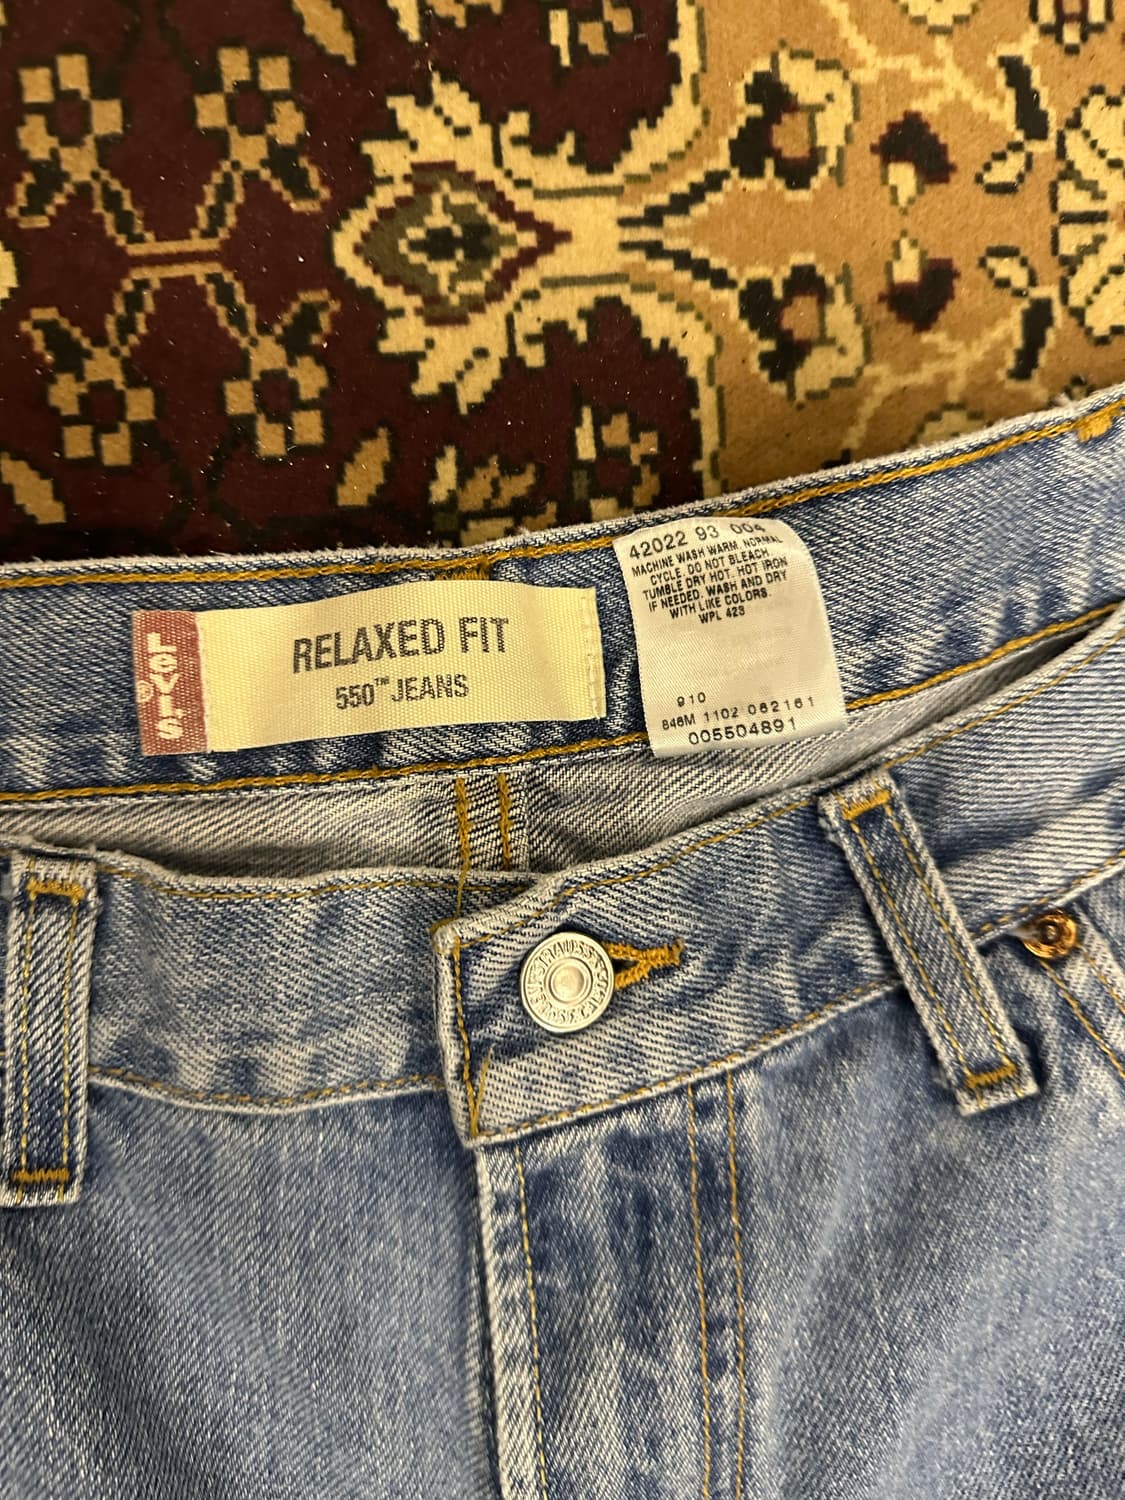 LEVI'S
®
RELAXED FIT
550™ JEANS
42022 93 004
MACHINE WASH WARM. NORMAL
CYCLE. DO NOT BLEACH.
TUMBLE DRY HOT. HOT IRON
IF NEEDED. WASH AND DRY
WITH LIKE COLORS.
WPL 423
910
846M 1102 062161
005504891